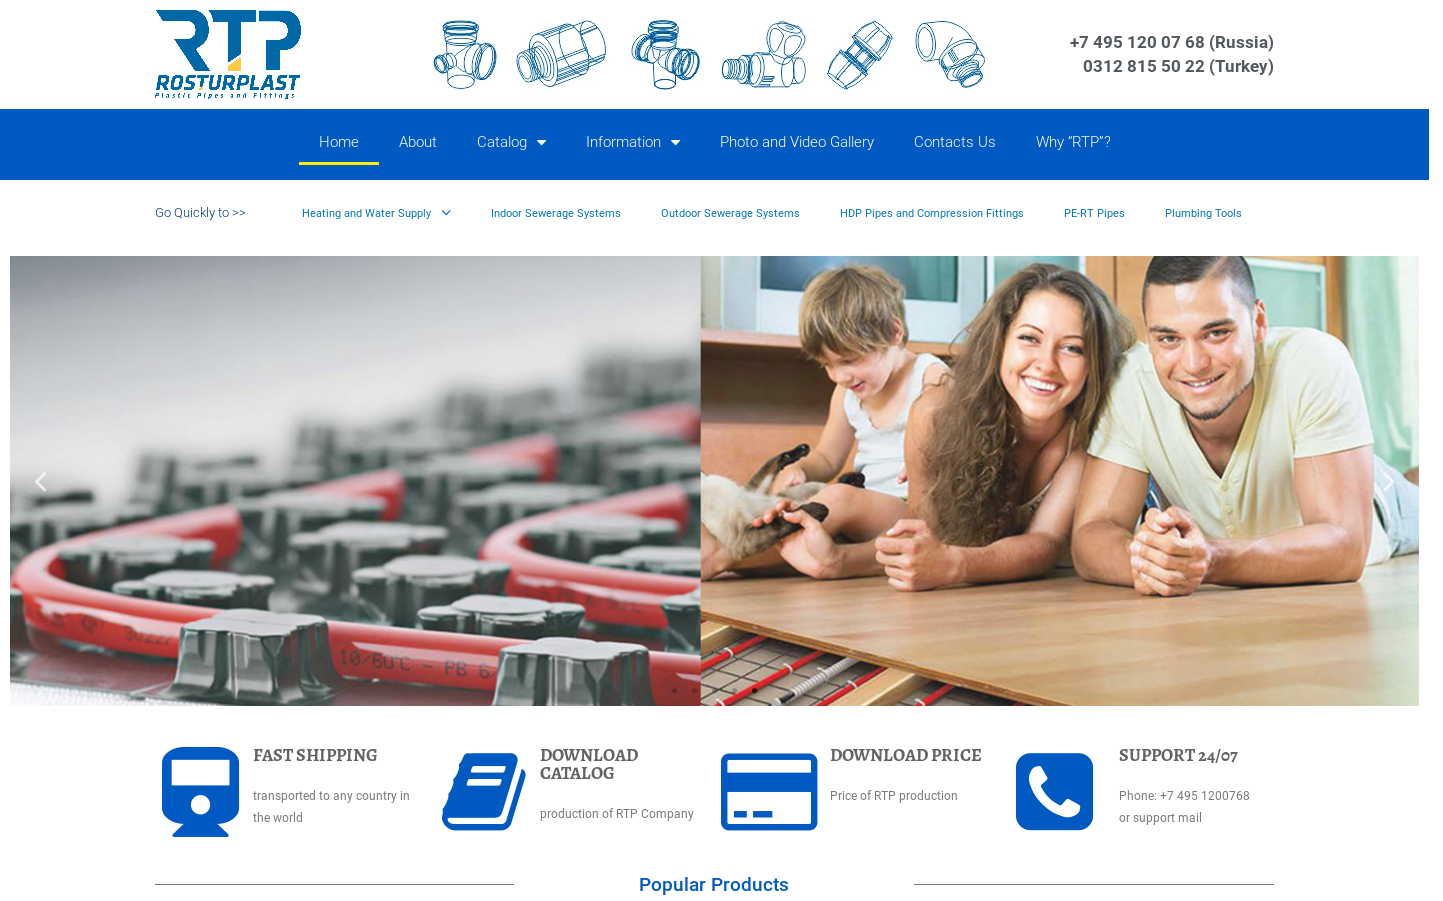 RTP
ROSTURPLAST
Plastic Pipes and Fittings
+7 495 120 07 68 (Russia)
0312 815 50 22 (Turkey)
Home About Catalog Information Photo and Video Gallery Contacts Us Why “RTP”?
Go Quickly to >> Heating and Water Supply Indoor Sewerage Systems Outdoor Sewerage Systems HDP Pipes and Compression Fittings PE-RT Pipes Plumbing Tools
10/60°C – PB
FAST SHIPPING
transported to any country in
the world
DOWNLOAD
CATALOG
production of RTP Company
DOWNLOAD PRICE
Price of RTP production
SUPPORT 24/07
Phone: +7 495 1200768
or support mail
Popular Products